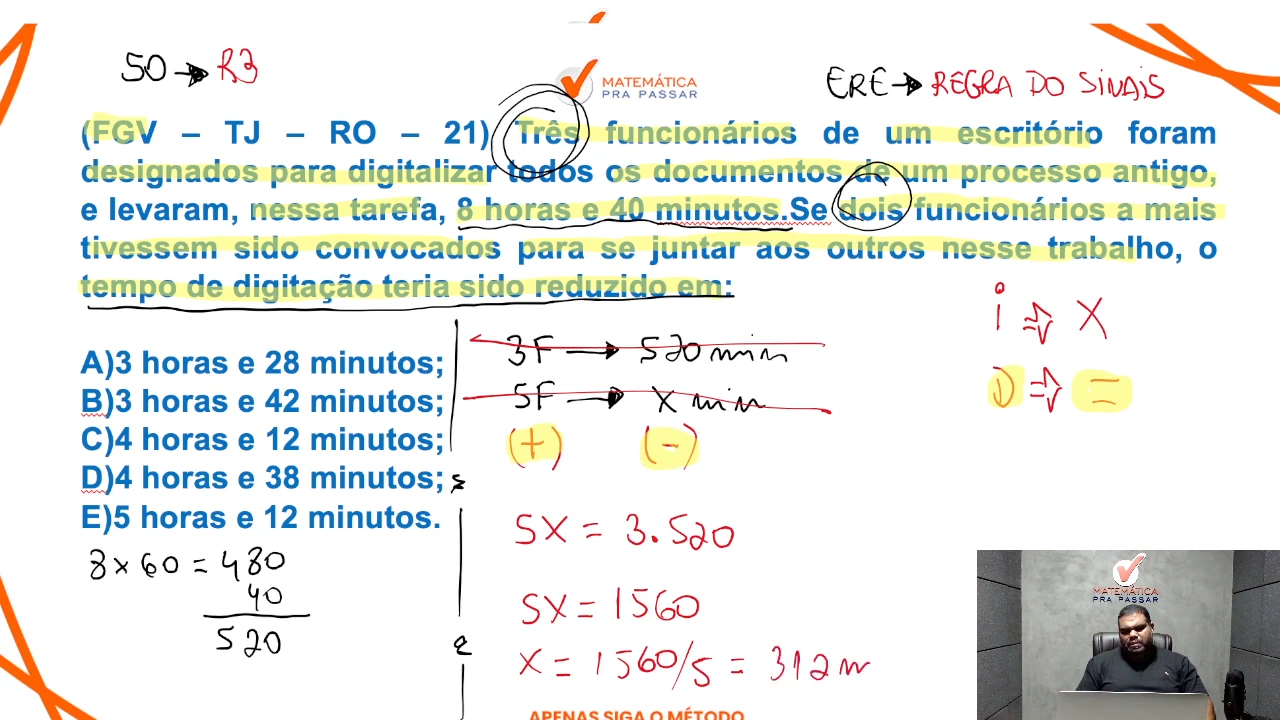 SO → R3
MATEMÁTICA
PRA PASSAR
ERE → REGRA DO SINAIS
(FGV – TJ – RO – 21) Três funcionários de um escritório foram
designados para digitalizar todos os documentos de um processo antigo,
e levaram, nessa tarefa, 8 horas e 40 minutos.Se dois funcionários a mais
tivessem sido convocados para se juntar aos outros nesse trabalho, o
tempo de digitação teria sido reduzido em:
i ⇒ X
D ⇒ =
3F → 520 min
5F → X min
(+) (-)
A)3 horas e 28 minutos;
B)3 horas e 42 minutos;
C)4 horas e 12 minutos;
D)4 horas e 38 minutos;
E)5 horas e 12 minutos.
8 x 60 = 480
40
520
5X = 3.520
5X = 1560
X = 1560/5 = 312 m
MATEMÁTICA
PRA PASSAR
APENAS SIGA O MÉTODO